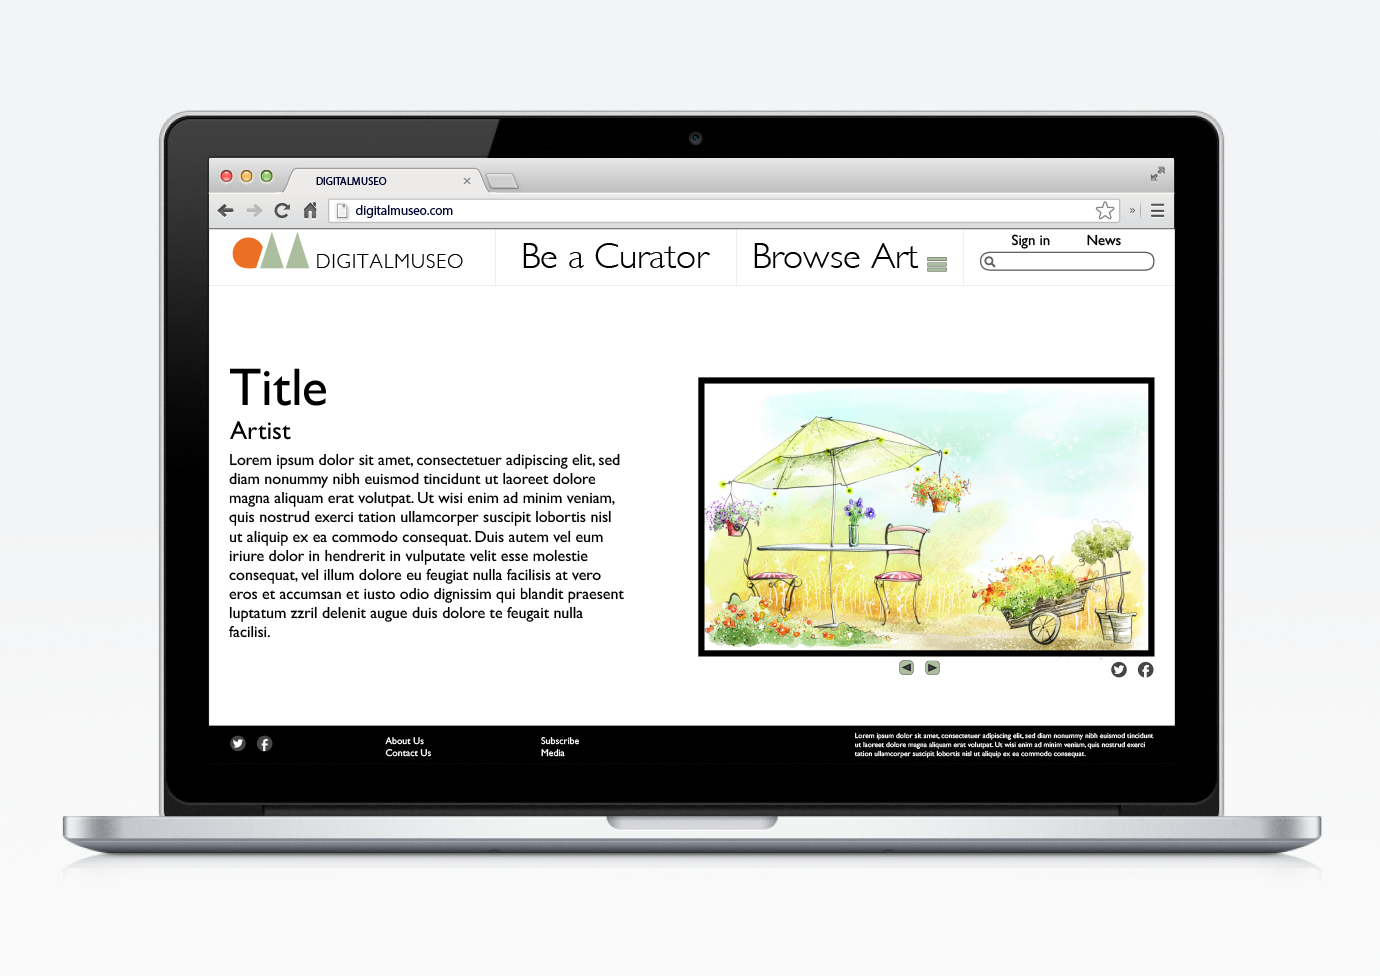 DIGITALMUSEO
digitalmuseo.com
DIGITALMUSEO
Be a Curator
Browse Art
Sign in
News
Title
Artist
Lorem ipsum dolor sit amet, consectetuer adipiscing elit, sed
diam nonummy nibh euismod tincidunt ut laoreet dolore
magna aliquam erat volutpat. Ut wisi enim ad minim veniam,
quis nostrud exerci tation ullamcorper suscipit lobortis nisl
ut aliquip ex ea commodo consequat. Duis autem vel eum
iriure dolor in hendrerit in vulputate velit esse molestie
consequat, vel illum dolore eu feugiat nulla facilisis at vero
eros et accumsan et iusto odio dignissim qui blandit praesent
luptatum zzril delenit augue duis dolore te feugait nulla
facilisi.
About Us
Contact Us
Subscribe
Media
Lorem ipsum dolor sit amet, consectetuer adipiscing elit, sed diam nonummy nibh euismod tincidunt
ut laoreet dolore magna aliquam erat volutpat. Ut wisi enim ad minim veniam, quis nostrud exerci
tation ullamcorper suscipit lobortis nisl ut aliquip ex ea commodo consequat.